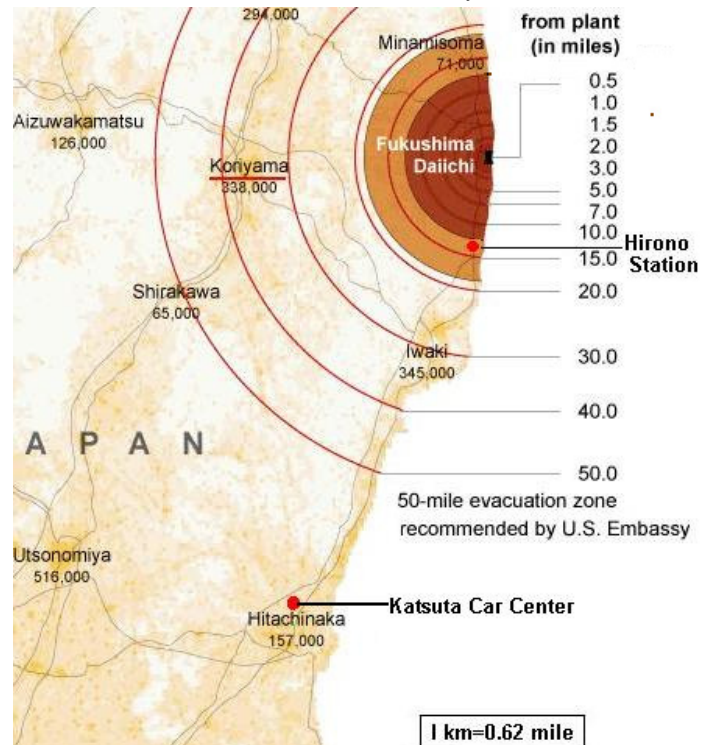 294,000
from plant
(in miles)
Minamisoma
71,000
0.5
1.0
1.5
2.0
3.0
5.0
7.0
10.0
15.0
20.0
30.0
40.0
50.0
Aizuwakamatsu
126,000
Fukushima
Daiichi
Koriyama
338,000
Hirono
Station
Shirakawa
65,000
Iwaki
345,000
A P A N
50-mile evacuation zone
recommended by U.S. Embassy
Utsonomiya
516,000
Katsuta Car Center
Hitachinaka
157,000
1 km=0.62 mile